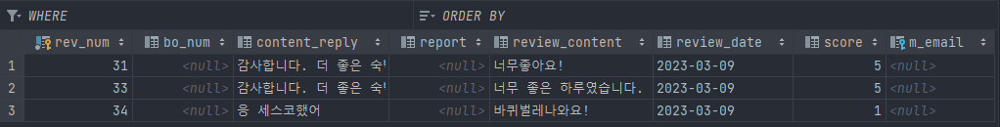 WHERE ORDER BY
rev_num bo_num content_reply report review_content review_date score m_email
1 31 <null> 감사합니다. 더 좋은 <null> 너무좋아요! 2023-03-09 5 <null>
2 33 <null> 감사합니다. 더 좋은 <null> 너무 좋은 하루였습니다. 2023-03-09 5 <null>
3 34 <null> 응 세스코했어 <null> 바퀴벌레나와요! 2023-03-09 1 <null>